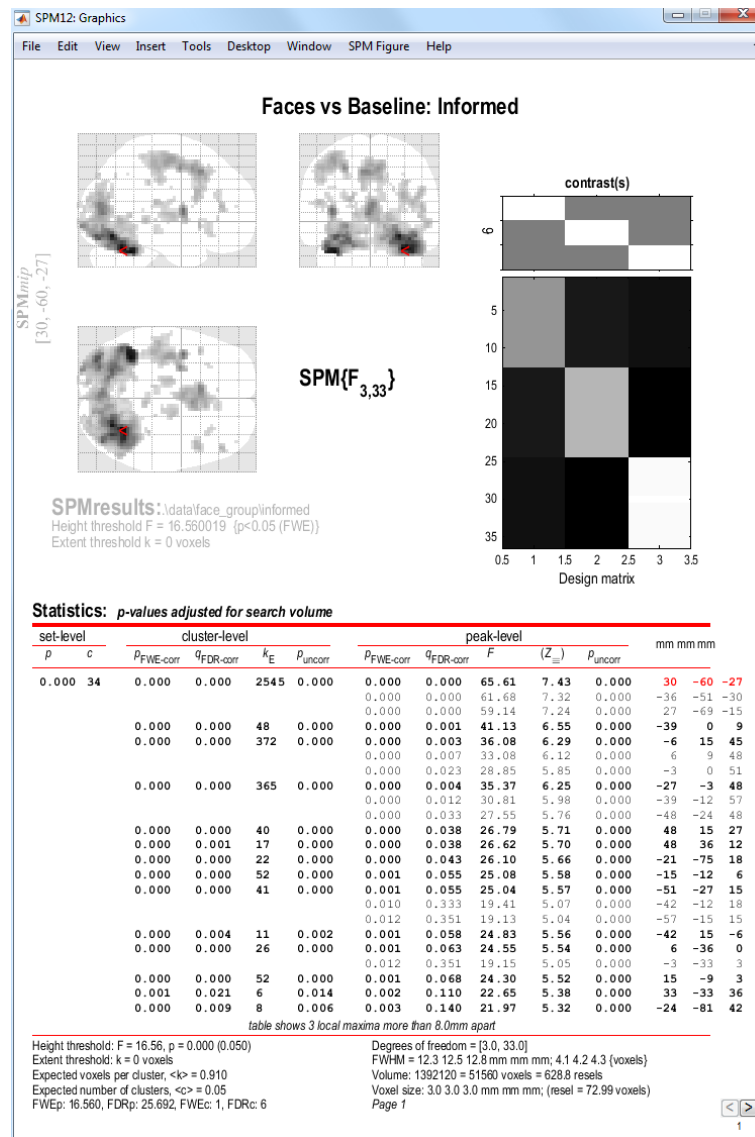 SPM12: Graphics
File Edit View Insert Tools Desktop Window SPM Figure Help
Faces vs Baseline: Informed
SPMmip
[30, -60, -27]
<
<
<
SPM{F3,33}
contrast(s)
6
5
10
15
20
25
30
35
0.5 1 1.5 2 2.5 3 3.5
Design matrix
SPMresults: .\data\face_group\informed
Height threshold F = 16.560019 {p<0.05 (FWE)}
Extent threshold k = 0 voxels
Statistics: p-values adjusted for search volume
set-level cluster-level peak-level mm mm mm
p c pFWE-corr qFDR-corr kE puncorr pFWE-corr qFDR-corr F (Z≡) puncorr
0.000 34 0.000 0.000 2545 0.000 0.000 0.000 65.61 7.43 0.000 30 -60 -27
0.000 0.000 61.68 7.32 0.000 -36 -51 -30
0.000 0.000 59.14 7.24 0.000 27 -69 -15
0.000 0.000 48 0.000 0.000 0.001 41.13 6.55 0.000 -39 0 9
0.000 0.000 372 0.000 0.000 0.003 36.08 6.29 0.000 -6 15 45
0.000 0.007 33.08 6.12 0.000 6 9 48
0.000 0.023 28.85 5.85 0.000 -3 0 51
0.000 0.000 365 0.000 0.000 0.004 35.37 6.25 0.000 -27 -3 48
0.000 0.012 30.81 5.98 0.000 -39 -12 57
0.000 0.033 27.55 5.76 0.000 -48 -24 48
0.000 0.000 40 0.000 0.000 0.038 26.79 5.71 0.000 48 15 27
0.000 0.001 17 0.000 0.000 0.038 26.62 5.70 0.000 48 36 12
0.000 0.000 22 0.000 0.000 0.043 26.10 5.66 0.000 -21 -75 18
0.000 0.000 52 0.000 0.001 0.055 25.08 5.58 0.000 -15 -12 6
0.000 0.000 41 0.000 0.001 0.055 25.04 5.57 0.000 -51 -27 15
0.010 0.333 19.41 5.07 0.000 -42 -12 18
0.012 0.351 19.13 5.04 0.000 -57 -15 15
0.000 0.004 11 0.002 0.001 0.058 24.83 5.56 0.000 -42 15 -6
0.000 0.000 26 0.000 0.001 0.063 24.55 5.54 0.000 6 -36 0
0.012 0.351 19.15 5.05 0.000 -3 -33 3
0.000 0.000 52 0.000 0.001 0.068 24.30 5.52 0.000 15 -9 3
0.001 0.021 6 0.014 0.002 0.110 22.65 5.38 0.000 33 -33 36
0.000 0.009 8 0.006 0.003 0.140 21.97 5.32 0.000 -24 -81 42
table shows 3 local maxima more than 8.0mm apart
Height threshold: F = 16.56, p = 0.000 (0.050)
Extent threshold: k = 0 voxels
Expected voxels per cluster, <k> = 0.910
Expected number of clusters, <c> = 0.05
FWEp: 16.560, FDRp: 25.692, FWEc: 1, FDRc: 6
Degrees of freedom = [3.0, 33.0]
FWHM = 12.3 12.5 12.8 mm mm mm; 4.1 4.2 4.3 {voxels}
Volume: 1392120 = 51560 voxels = 628.8 resels
Voxel size: 3.0 3.0 3.0 mm mm mm; (resel = 72.99 voxels)
Page 1
< >
1